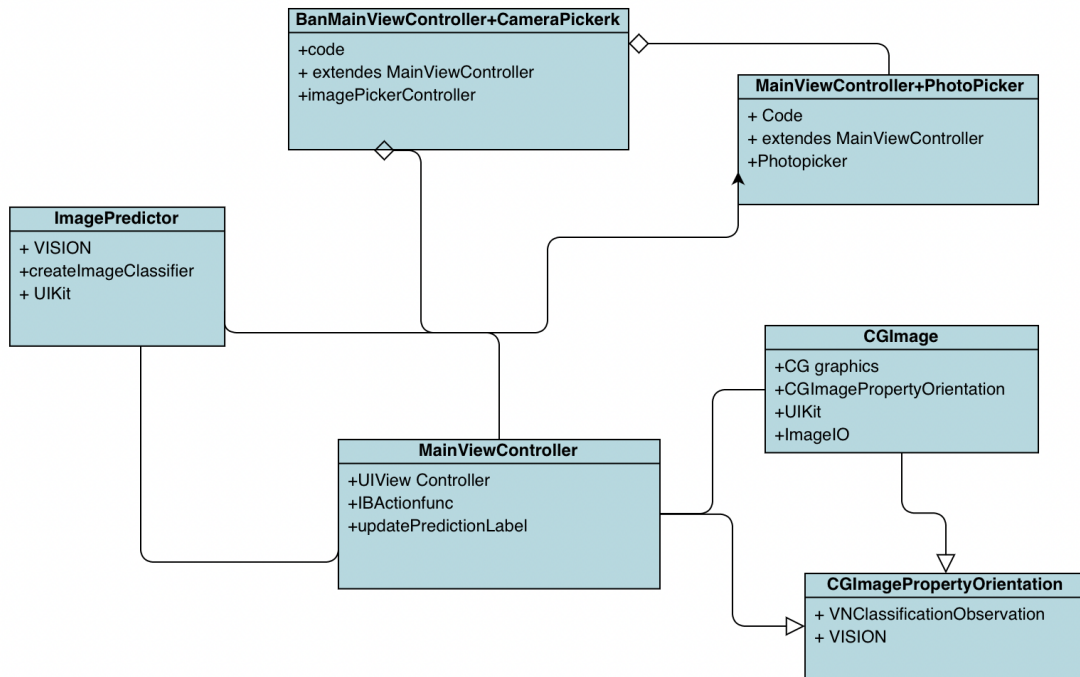 BanMainViewController+CameraPickerk
+code
+ extendes MainViewController
+imagePickerController
MainViewController+PhotoPicker
+ Code
+ extendes MainViewController
+Photopicker
ImagePredictor
+ VISION
+createImageClassifier
+ UIKit
CGImage
+CG graphics
+CGImagePropertyOrientation
+UIKit
+ImageIO
MainViewController
+UIView Controller
+IBActionfunc
+updatePredictionLabel
CGImagePropertyOrientation
+ VNClassificationObservation
+ VISION